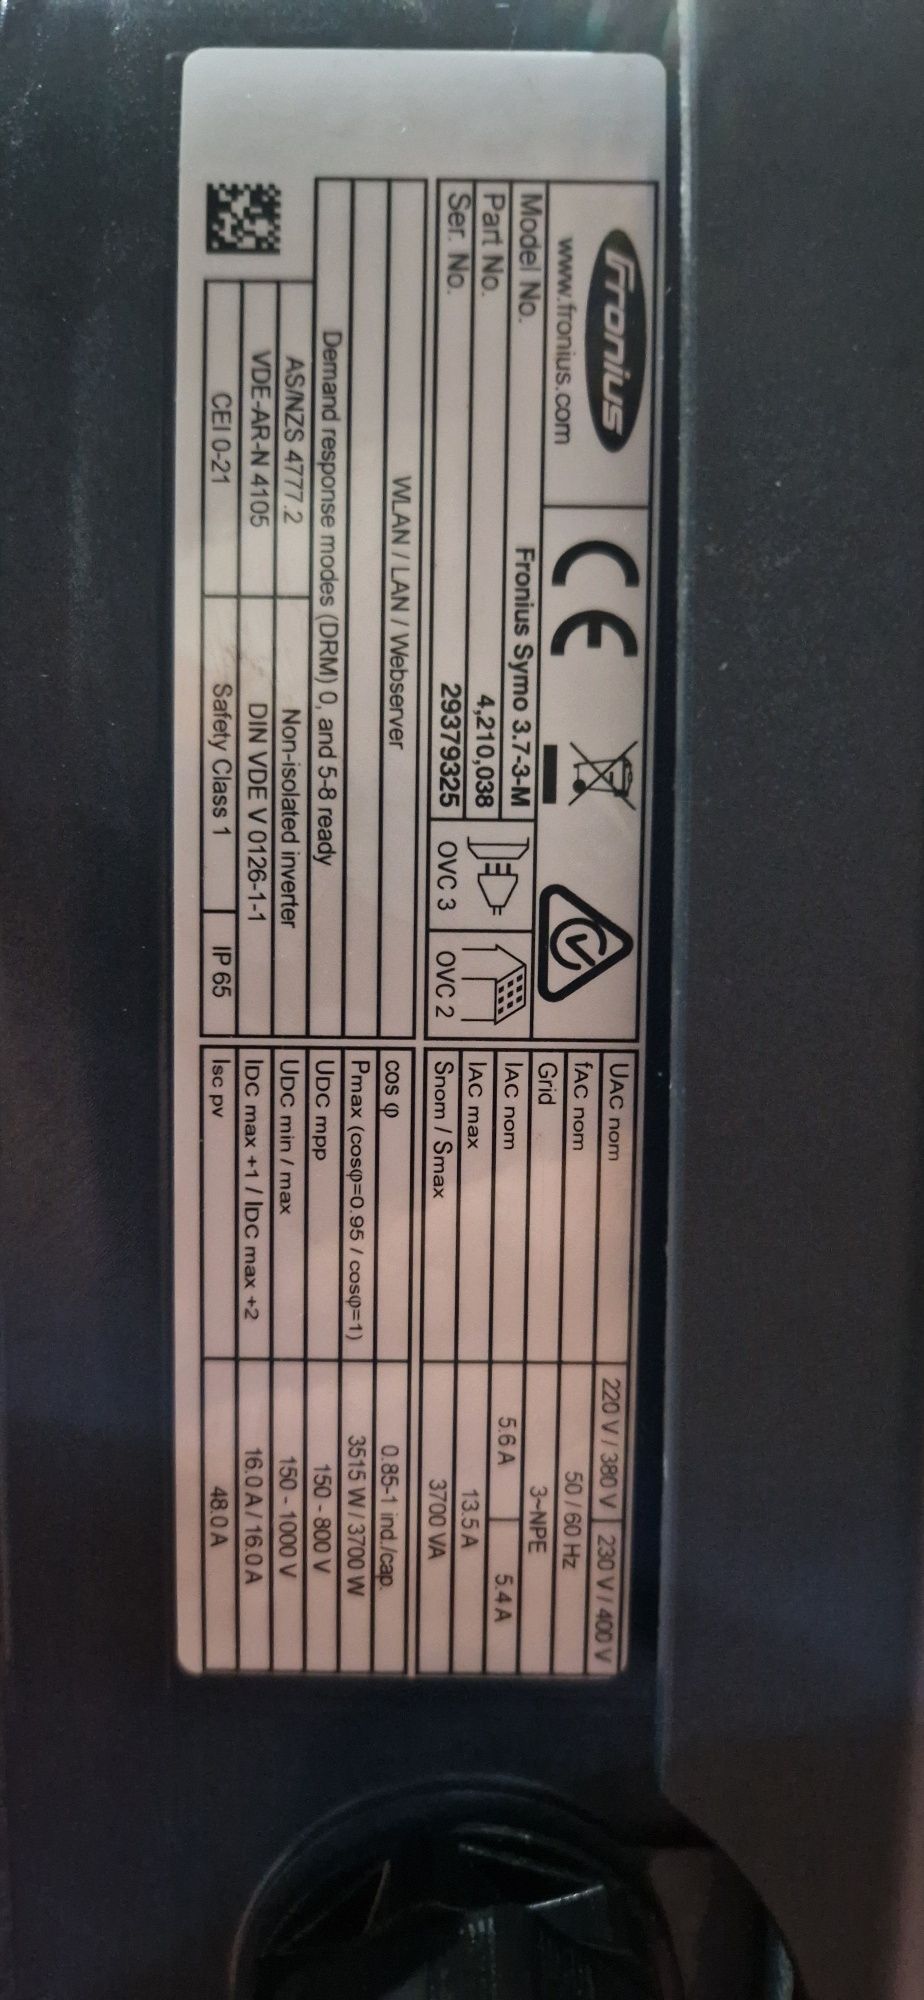 Fronius
www.fronius.com
CE
Model No. Fronius Symo 3.7-3-M
Part No. 4,210,038
Ser. No. 29379325
OVC 3 OVC 2
WLAN / LAN / Webserver
Demand response modes (DRM) 0, and 5-8 ready
AS/NZS 4777.2 Non-isolated inverter
VDE-AR-N 4105 DIN VDE V 0126-1-1
CEI 0-21 Safety Class 1 IP 65
UAC nom 220 V / 380 V 230 V / 400 V
fAC nom 50 / 60 Hz
Grid 3~NPE
IAC nom 5.6 A 5.4 A
IAC max 13.5 A
Snom / Smax 3700 VA
cos φ 0.85-1 ind./cap.
Pmax (cosφ=0.95 / cosφ=1) 3515 W / 3700 W
UDC mpp 150 - 800 V
UDC min / max 150 - 1000 V
IDC max +1 / IDC max +2 16.0 A / 16.0 A
Isc pv 48.0 A